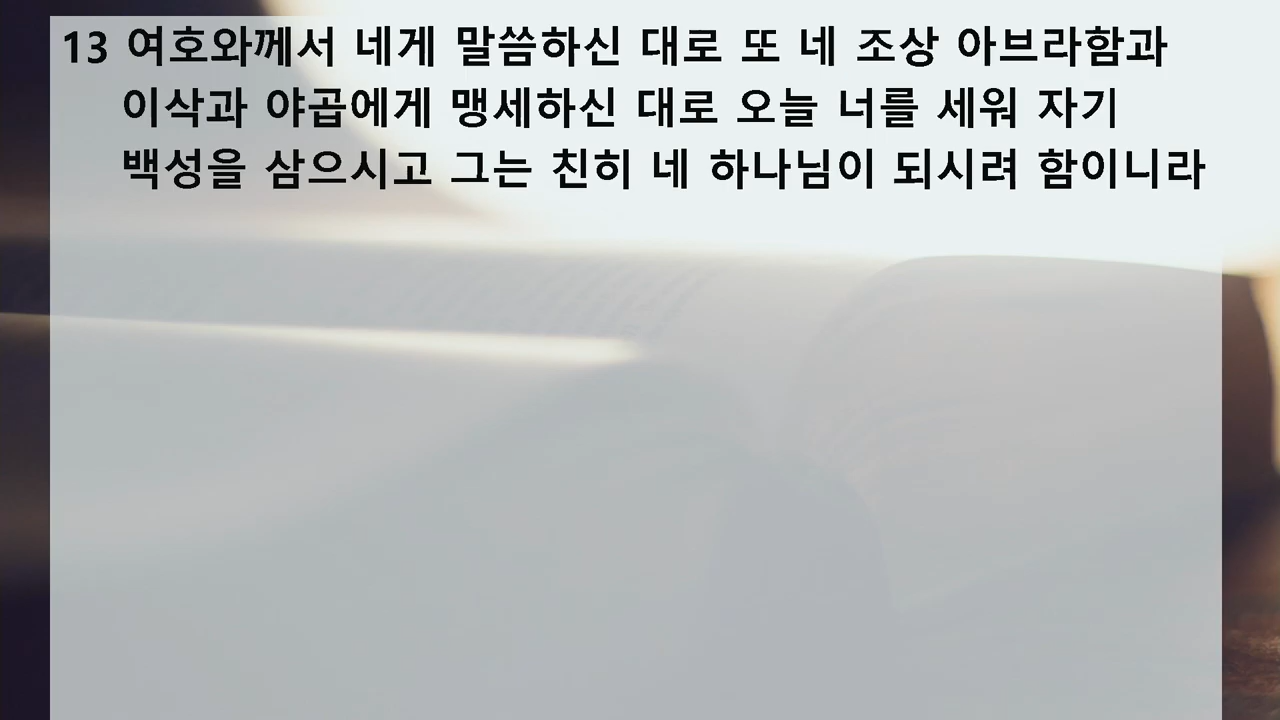 13 여호와께서 네게 말씀하신 대로 또 네 조상 아브라함과
이삭과 야곱에게 맹세하신 대로 오늘 너를 세워 자기
백성을 삼으시고 그는 친히 네 하나님이 되시려 함이니라